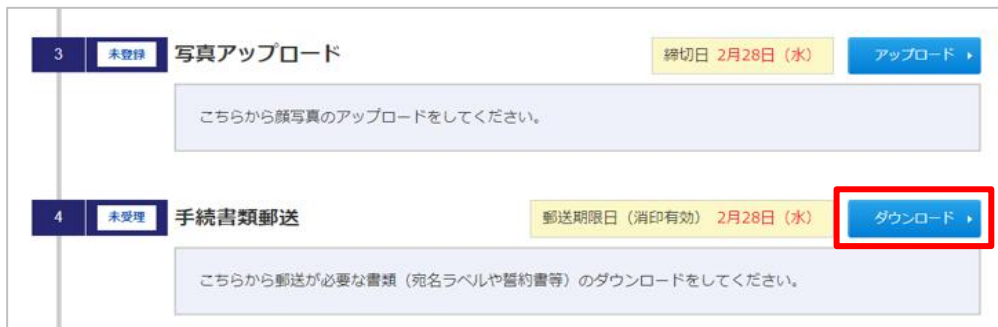 3 未登録 写真アップロード 締切日 2月28日（水） アップロード
こちらから顔写真のアップロードをしてください。
4 未受理 手続書類郵送 郵送期限日（消印有効） 2月28日（水） ダウンロード
こちらから郵送が必要な書類（宛名ラベルや誓約書等）のダウンロードをしてください。